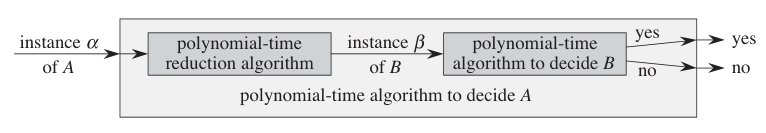 instance α
of A
polynomial-time
reduction algorithm
instance β
of B
polynomial-time
algorithm to decide B
yes
no
yes
no
polynomial-time algorithm to decide A